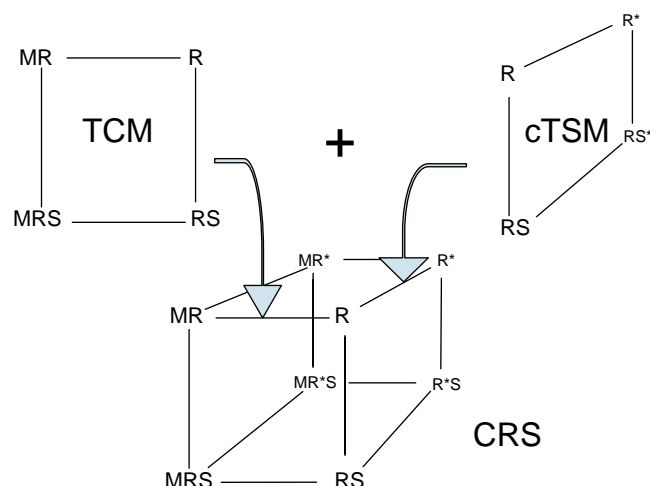 R*
MR R
R
TCM + cTSM
RS*
MRS RS
RS
MR* R*
MR R
MR*S R*S
CRS
MRS RS